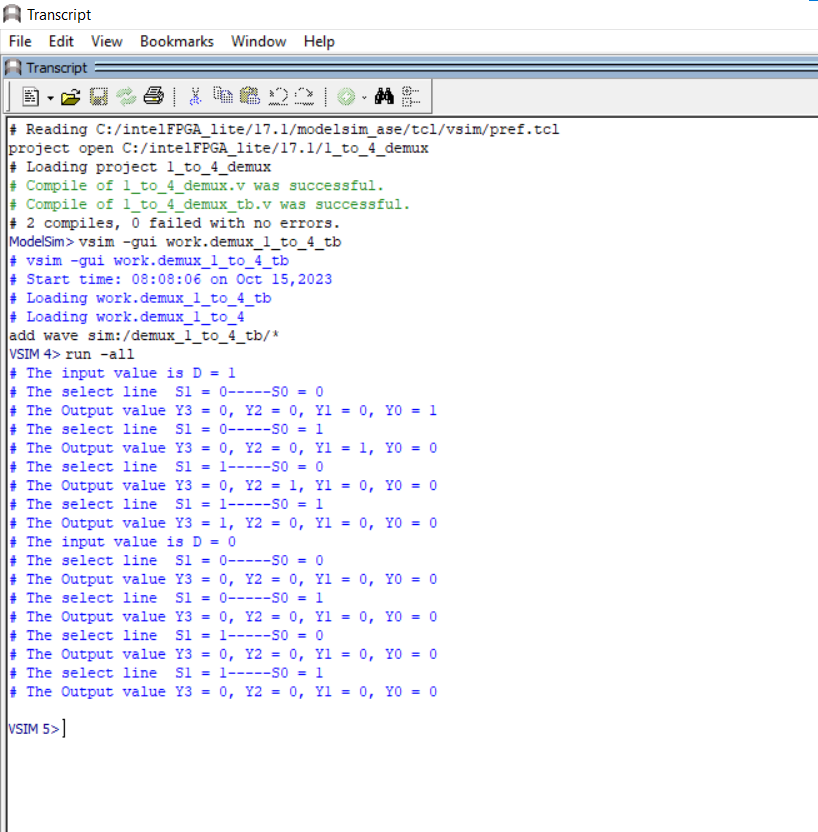 Transcript
File Edit View Bookmarks Window Help
Transcript
# Reading C:/intelFPGA_lite/17.1/modelsim_ase/tcl/vsim/pref.tcl
project open C:/intelFPGA_lite/17.1/1_to_4_demux
# Loading project 1_to_4_demux
# Compile of 1_to_4_demux.v was successful.
# Compile of 1_to_4_demux_tb.v was successful.
# 2 compiles, 0 failed with no errors.
ModelSim> vsim -gui work.demux_1_to_4_tb
# vsim -gui work.demux_1_to_4_tb
# Start time: 08:08:06 on Oct 15,2023
# Loading work.demux_1_to_4_tb
# Loading work.demux_1_to_4
add wave sim:/demux_1_to_4_tb/*
VSIM 4> run -all
# The input value is D = 1
# The select line  S1 = 0-----S0 = 0
# The Output value Y3 = 0, Y2 = 0, Y1 = 0, Y0 = 1
# The select line  S1 = 0-----S0 = 1
# The Output value Y3 = 0, Y2 = 0, Y1 = 1, Y0 = 0
# The select line  S1 = 1-----S0 = 0
# The Output value Y3 = 0, Y2 = 1, Y1 = 0, Y0 = 0
# The select line  S1 = 1-----S0 = 1
# The Output value Y3 = 1, Y2 = 0, Y1 = 0, Y0 = 0
# The input value is D = 0
# The select line  S1 = 0-----S0 = 0
# The Output value Y3 = 0, Y2 = 0, Y1 = 0, Y0 = 0
# The select line  S1 = 0-----S0 = 1
# The Output value Y3 = 0, Y2 = 0, Y1 = 0, Y0 = 0
# The select line  S1 = 1-----S0 = 0
# The Output value Y3 = 0, Y2 = 0, Y1 = 0, Y0 = 0
# The select line  S1 = 1-----S0 = 1
# The Output value Y3 = 0, Y2 = 0, Y1 = 0, Y0 = 0
VSIM 5>